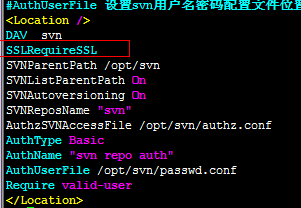 #AuthUserFile 设置svn用户名密码配置文件位置
<Location />
DAV svn
SSLRequireSSL
SVNParentPath /opt/svn
SVNListParentPath On
SVNAutoversioning On
SVNReposName "svn"
AuthzSVNAccessFile /opt/svn/authz.conf
AuthType Basic
AuthName "svn repo auth"
AuthUserFile /opt/svn/passwd.conf
Require valid-user
</Location>